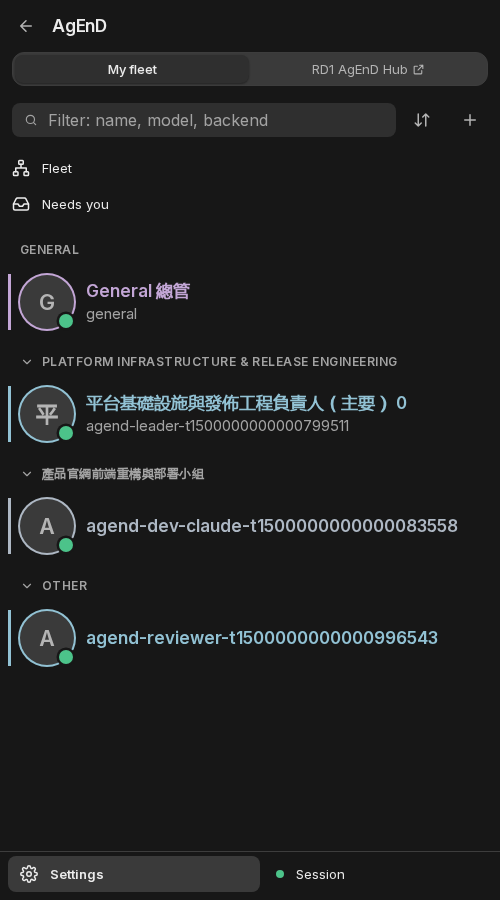 AgEnD
My fleet
RD1 AgEnD Hub
Filter: name, model, backend
Fleet
Needs you
GENERAL
G
General 總管
general
PLATFORM INFRASTRUCTURE & RELEASE ENGINEERING
平
平台基礎設施與發佈工程負責人（主要）0
agend-leader-t1500000000000799511
產品官網前端重構與部署小組
A
agend-dev-claude-t1500000000000083558
OTHER
A
agend-reviewer-t1500000000000996543
Settings
Session